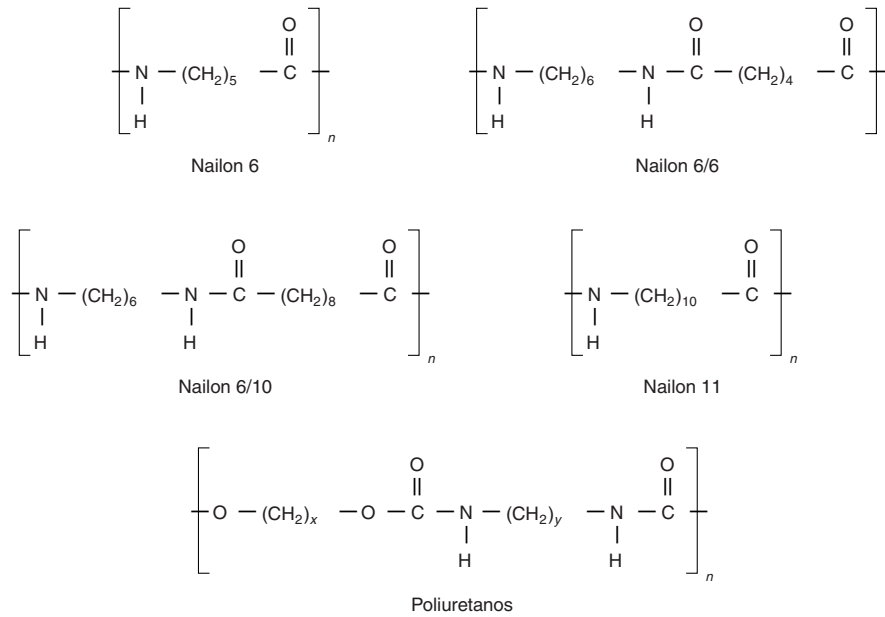 O O O
N (CH₂)₅ C N (CH₂)₆ N C (CH₂)₄ C
H H H
n
Nailon 6 Nailon 6/6
O O O
N (CH₂)₆ N C (CH₂)₈ C N (CH₂)₁₀ C
H H H
n n
Nailon 6/10 Nailon 11
O O
O (CH₂)ₓ O C N (CH₂)y N C
H H
n
Poliuretanos